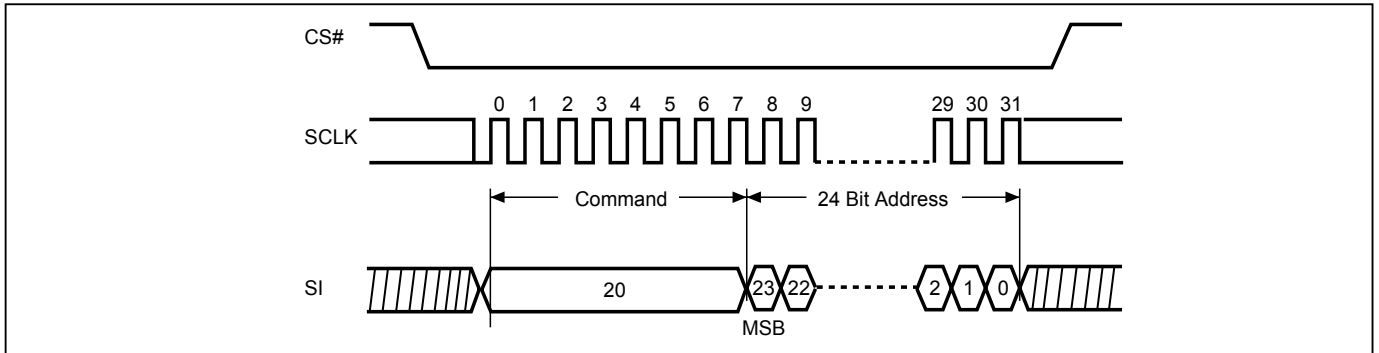 CS#
0 1 2 3 4 5 6 7 8 9 29 30 31
SCLK
Command 24 Bit Address
SI 20 23 22 2 1 0
MSB